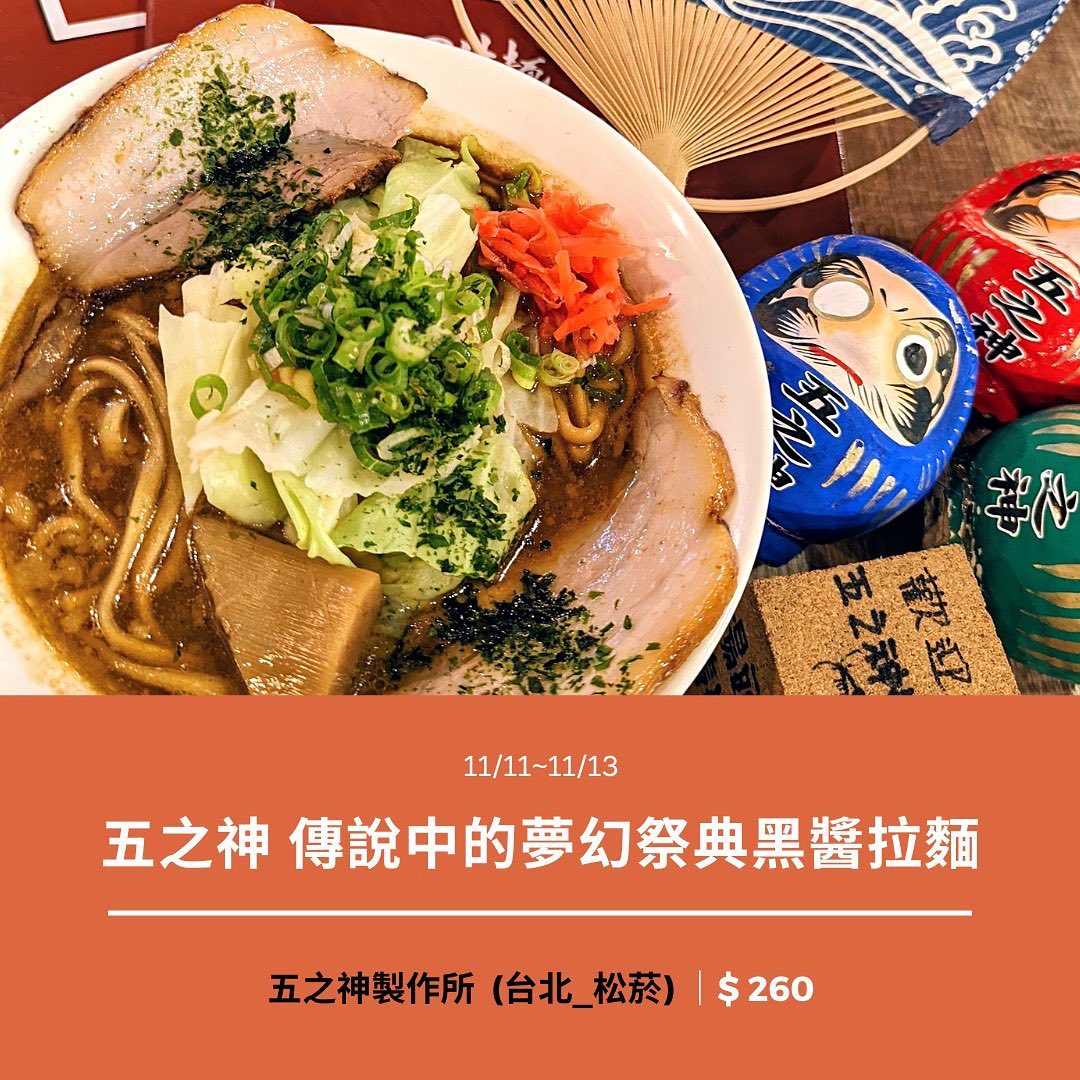 五之神
五之神
之神
歡迎
五之神
11/11~11/13
五之神 傳說中的夢幻祭典黑醬拉麵
五之神製作所 (台北_松菸)|$ 260